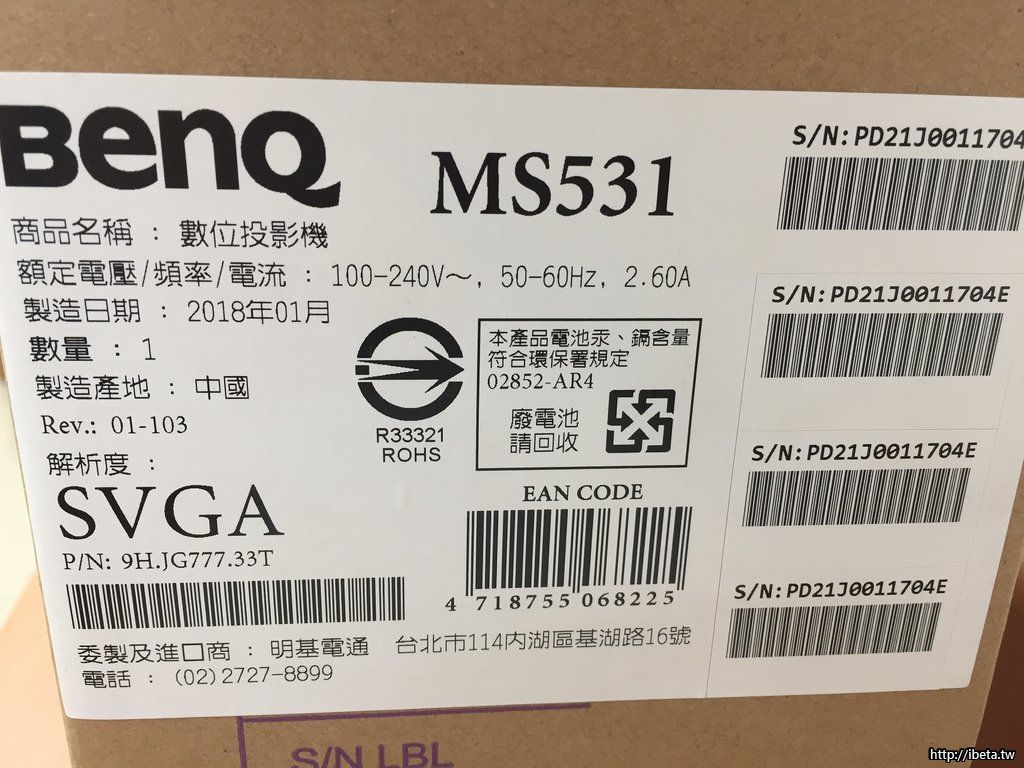 BenQ
MS531
商品名稱 : 數位投影機
額定電壓/頻率/電流 : 100-240V～, 50-60Hz, 2.60A
製造日期 : 2018年01月
數量 : 1
製造產地 : 中國
Rev.: 01-103
解析度 :
SVGA
P/N: 9H.JG777.33T
R33321
ROHS
本產品電池汞、鎘含量
符合環保署規定
02852-AR4
廢電池
請回收
EAN CODE
4 718755 068225
委製及進口商 : 明基電通 台北市114內湖區基湖路16號
電話 : (02)2727-8899
S/N: PD21J0011704
S/N: PD21J0011704E
S/N: PD21J0011704E
S/N: PD21J0011704E
S/N LBL
http://ibeta.tw